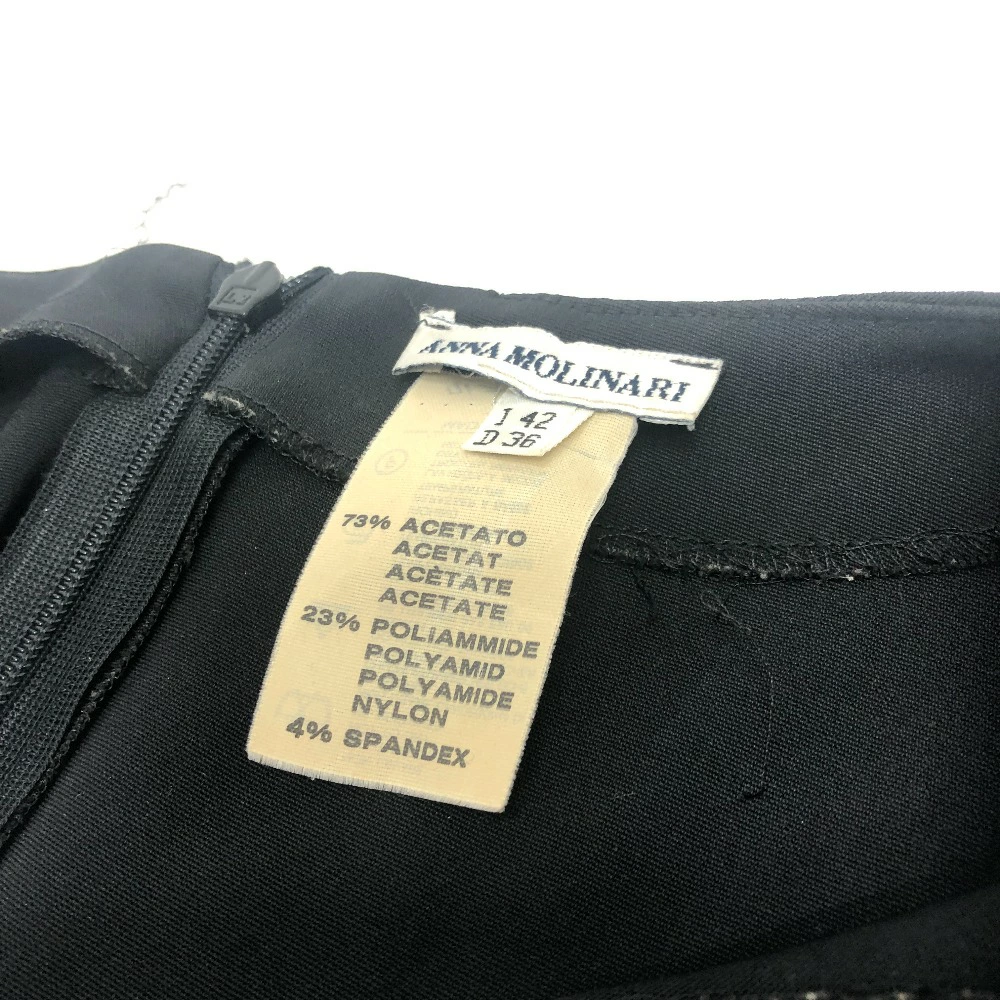 ANNA MOLINARI
I 42
D 36
73% ACETATO
ACETAT
ACÈTATE
ACETATE
23% POLIAMMIDE
POLYAMID
POLYAMIDE
NYLON
4% SPANDEX